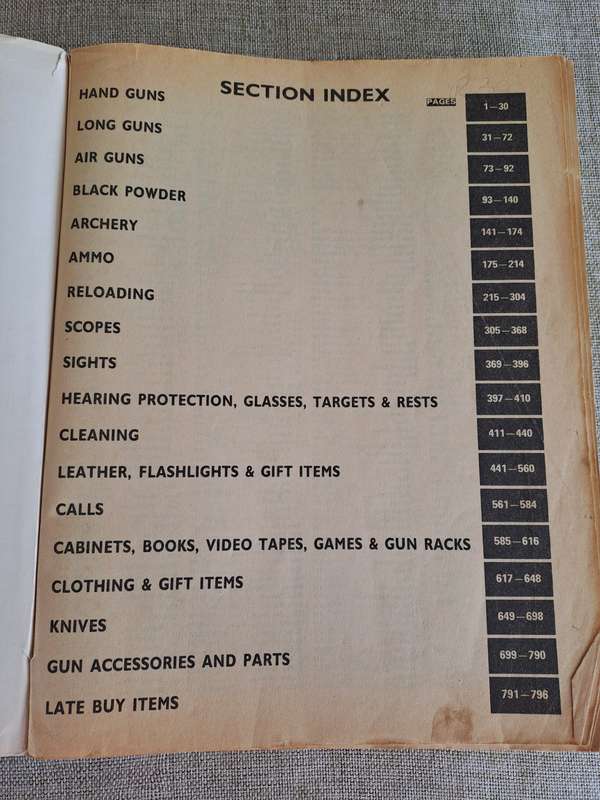 SECTION INDEX
PAGES
HAND GUNS 1—30
LONG GUNS 31—72
AIR GUNS 73—92
BLACK POWDER 93—140
ARCHERY 141—174
AMMO 175—214
RELOADING 215—304
SCOPES 305—368
SIGHTS 369—396
HEARING PROTECTION, GLASSES, TARGETS & RESTS 397—410
CLEANING 411—440
LEATHER, FLASHLIGHTS & GIFT ITEMS 441—560
CALLS 561—584
CABINETS, BOOKS, VIDEO TAPES, GAMES & GUN RACKS 585—616
CLOTHING & GIFT ITEMS 617—648
KNIVES 649—698
GUN ACCESSORIES AND PARTS 699—790
LATE BUY ITEMS 791—796